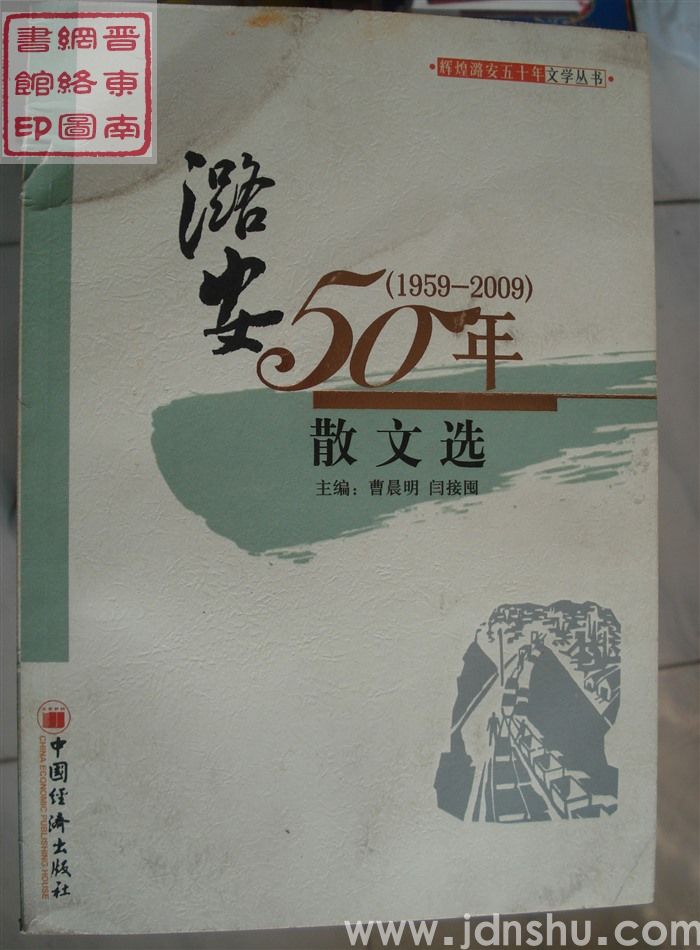 晋东南
網絡圖
書館印
·辉煌潞安五十年文学丛书·
潞安
50年
(1959-2009)
散文选
主编：曹晨明 闫接囤
中国经济出版社
CHINA ECONOMIC PUBLISHING HOUSE
www.jdnshu.com